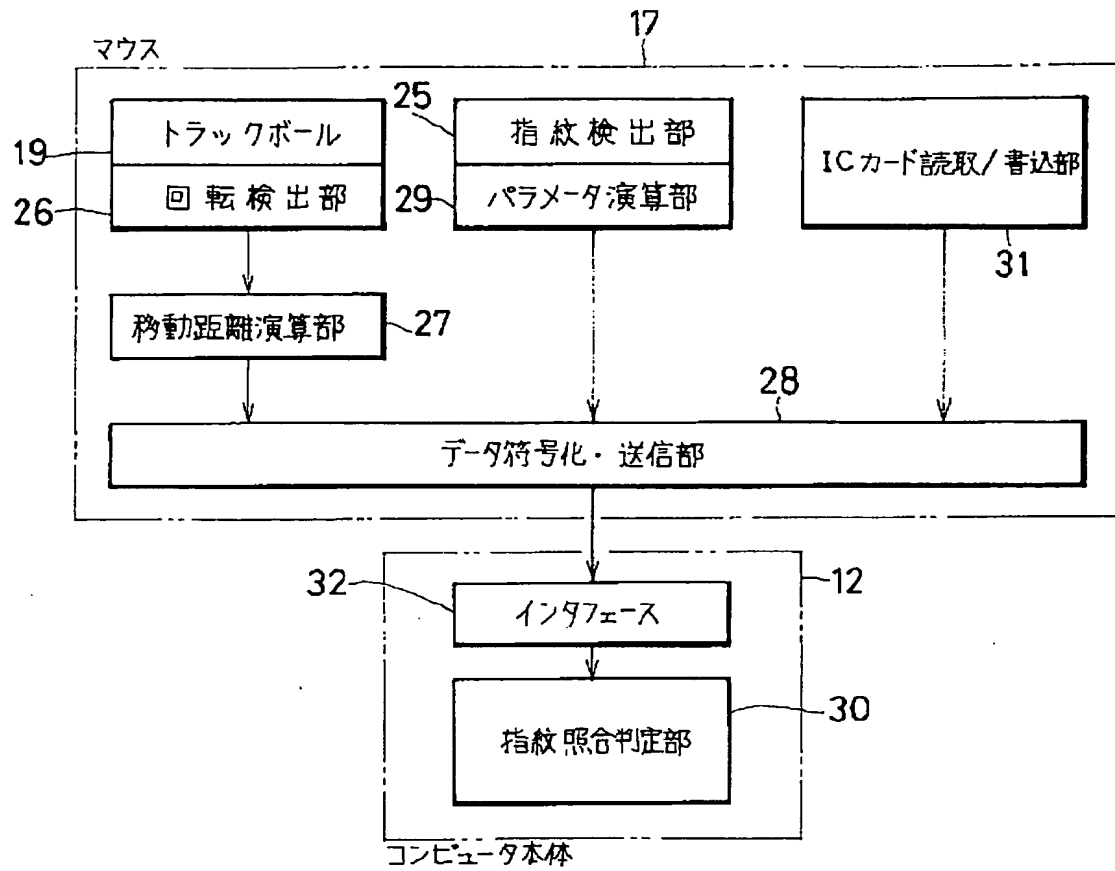 マウス
17
トラックボール
19
回転検出部
26
25
指紋検出部
29
パラメータ演算部
ICカード読取/書込部
31
移動距離演算部
27
28
データ符号化・送信部
12
32
インタフェース
30
指紋照合判定部
コンピュータ本体